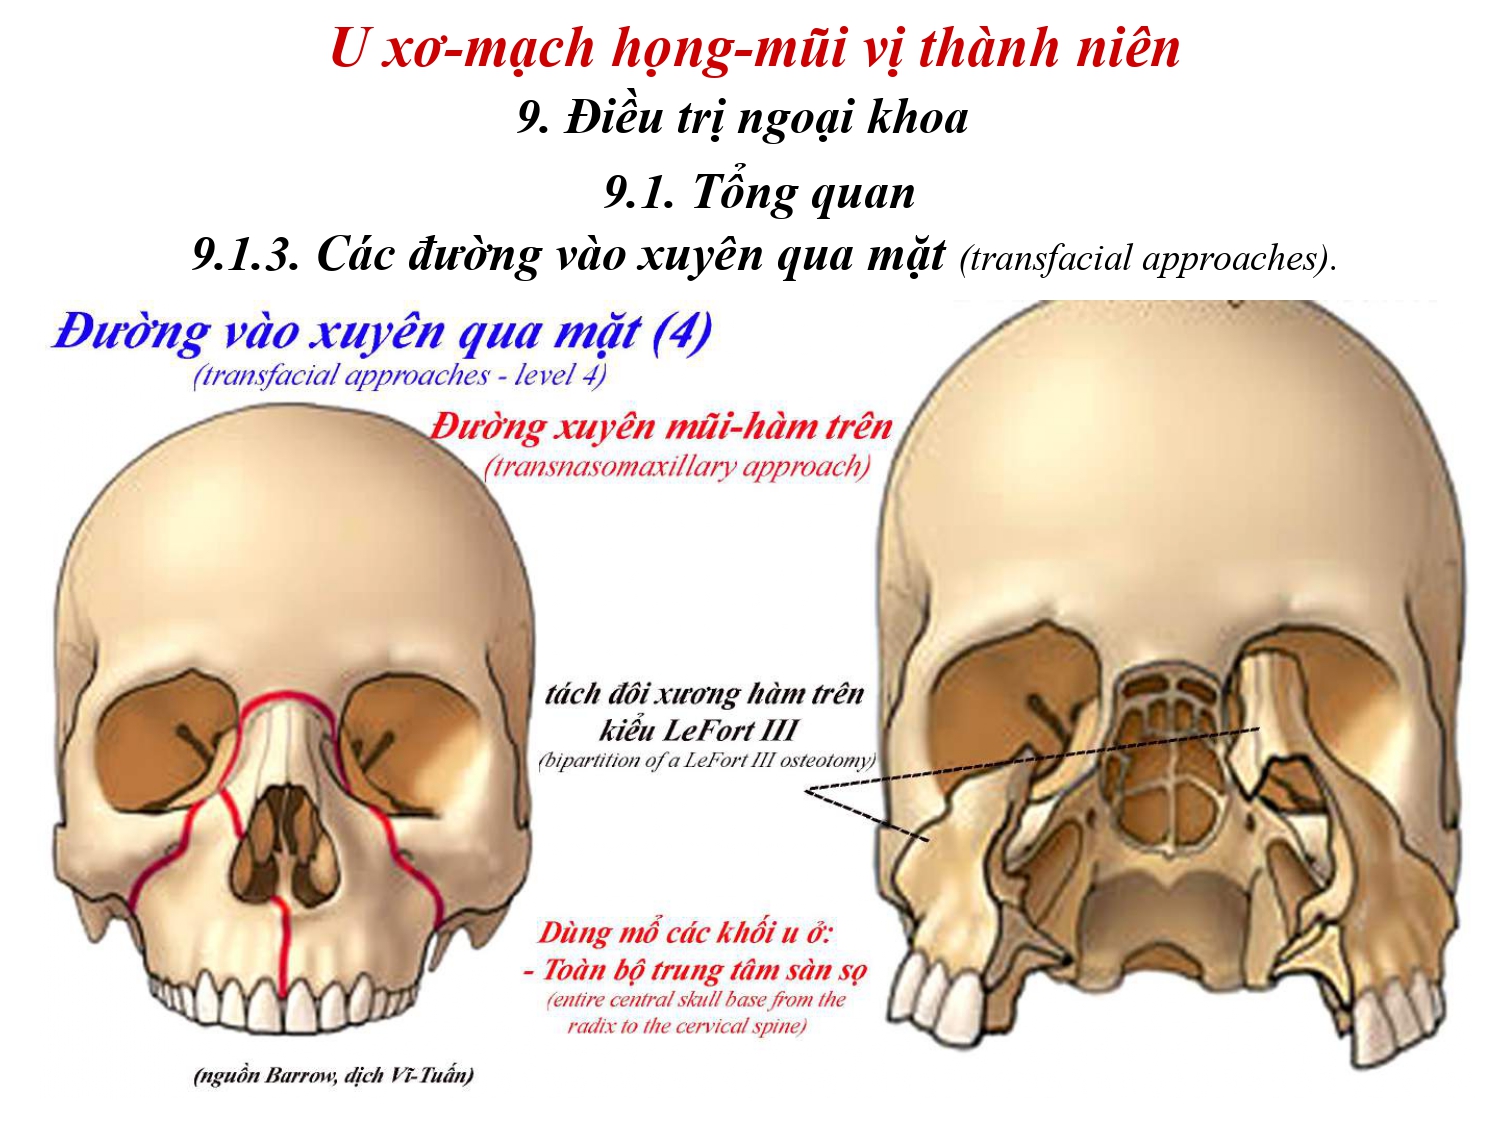 U xơ-mạch họng-mũi vị thành niên
9. Điều trị ngoại khoa
9.1. Tổng quan
9.1.3. Các đường vào xuyên qua mặt (transfacial approaches).
Đường vào xuyên qua mặt (4)
(transfacial approaches - level 4)
Đường xuyên mũi-hàm trên
(transnasomaxillary approach)
tách đôi xương hàm trên
kiểu LeFort III
(bipartition of a LeFort III osteotomy)
Dùng mổ các khối u ở:
- Toàn bộ trung tâm sàn sọ
(entire central skull base from the
radix to the cervical spine)
(nguồn Barrow, dịch Vĩ-Tuấn)